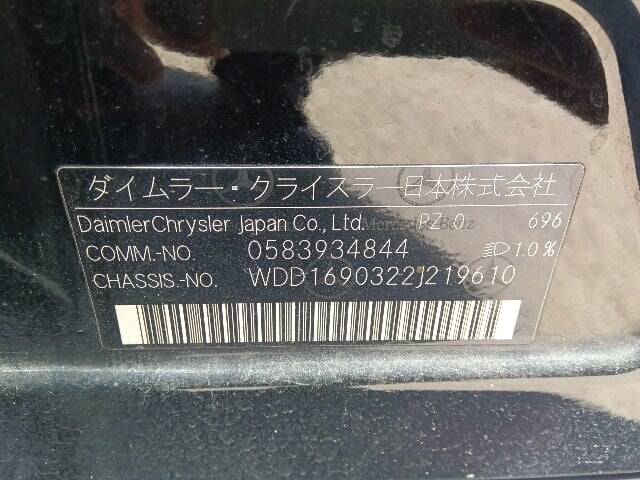 ダイムラー・クライスラー日本株式会社
DaimlerChrysler Japan Co., Ltd. PZ 0 696
COMM.-NO. 0583934844 1.0%
CHASSIS.-NO. WDD1690322J219610